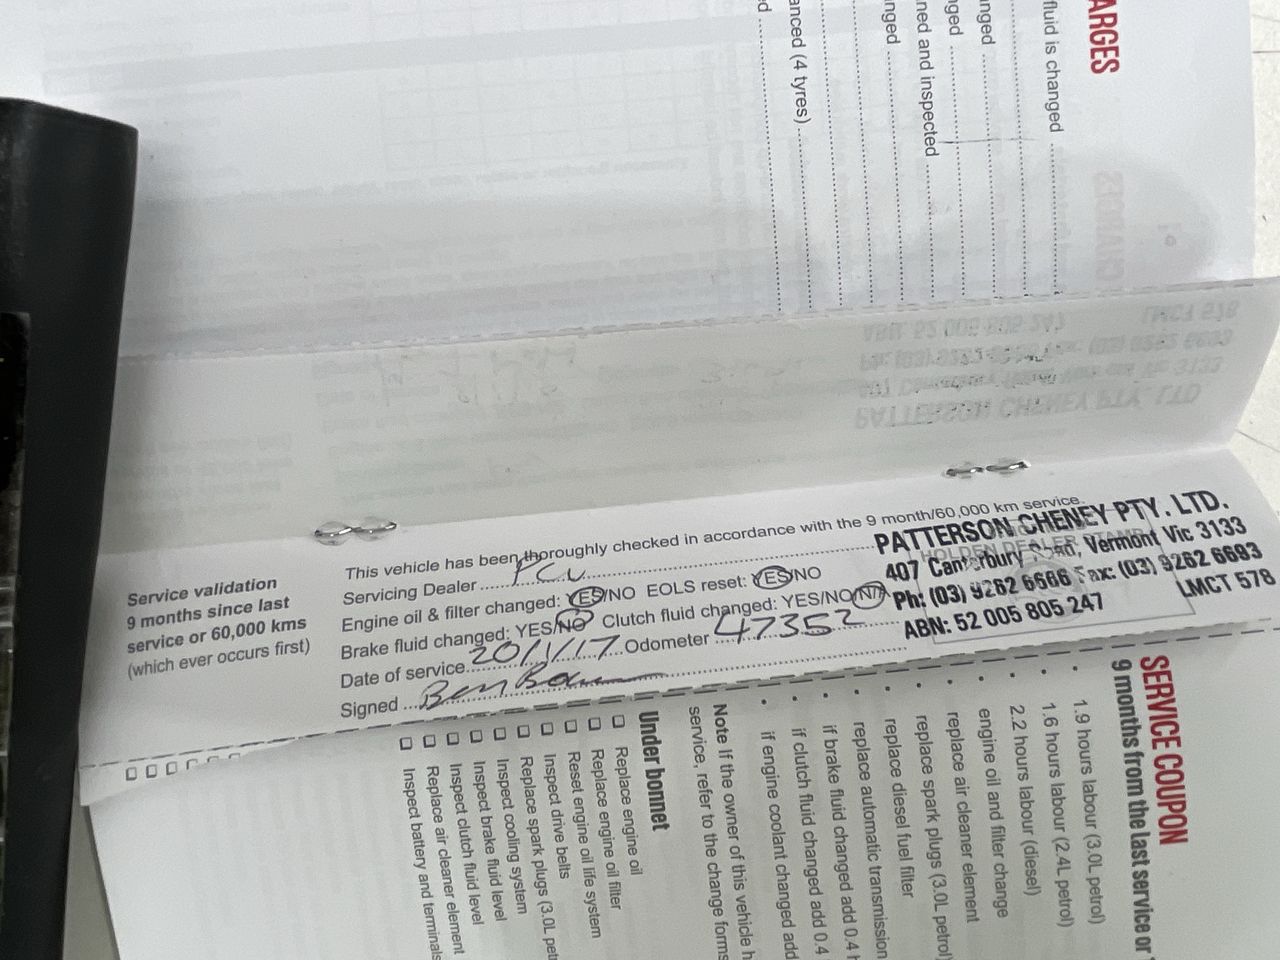 ARGES
fluid is changed
nged
nged
ned and inspected
nged
anced (4 tyres)
ed
Service validation
9 months since last
service or 60,000 kms
(which ever occurs first)
This vehicle has been thoroughly checked in accordance with the 9 month/60,000 km service.
Servicing Dealer
Engine oil & filter changed: YES/NO EOLS reset: YES/NO
Brake fluid changed: YES/NO Clutch fluid changed: YES/NO/N/A
Date of service 20/1/17 Odometer 47352
Signed Ben
HOLDEN DEALER STAMP
PATTERSON CHENEY PTY. LTD.
407 Canterbury Road, Vermont Vic 3133
Ph: (03) 9262 6666 Fax: (03) 9262 6693
ABN: 52 005 805 247 LMCT 578
SERVICE COUPON
9 months from the last service or
• 1.9 hours labour (3.0L petrol)
• 1.6 hours labour (2.4L petrol)
• 2.2 hours labour (diesel)
• engine oil and filter change
• replace air cleaner element
• replace spark plugs (3.0L petrol)
• replace diesel fuel filter
• replace automatic transmission
• if brake fluid changed add 0.4 h
• if clutch fluid changed add 0.4
• if engine coolant changed add
Note If the owner of this vehicle h
service, refer to the change forms
Under bonnet
Replace engine oil
Replace engine oil filter
Reset engine oil life system
Inspect drive belts
Replace spark plugs (3.0L petr
Inspect cooling system
Inspect brake fluid level
Inspect clutch fluid level
Replace air cleaner element
Inspect battery and terminals